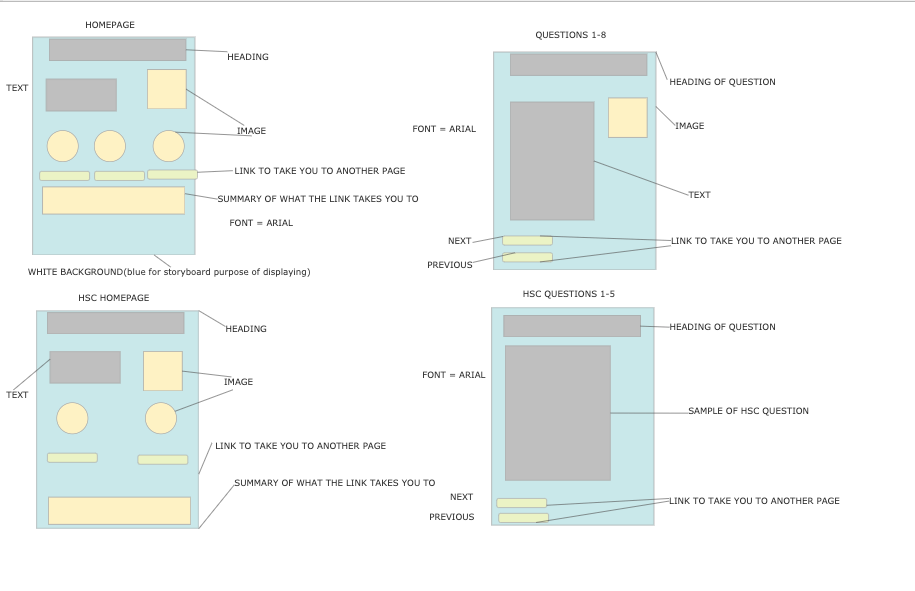 HOMEPAGE
HEADING
TEXT
IMAGE
LINK TO TAKE YOU TO ANOTHER PAGE
SUMMARY OF WHAT THE LINK TAKES YOU TO
FONT = ARIAL
WHITE BACKGROUND(blue for storyboard purpose of displaying)
QUESTIONS 1-8
HEADING OF QUESTION
IMAGE
FONT = ARIAL
TEXT
NEXT
LINK TO TAKE YOU TO ANOTHER PAGE
PREVIOUS
HSC HOMEPAGE
HEADING
IMAGE
TEXT
LINK TO TAKE YOU TO ANOTHER PAGE
SUMMARY OF WHAT THE LINK TAKES YOU TO
HSC QUESTIONS 1-5
HEADING OF QUESTION
FONT = ARIAL
SAMPLE OF HSC QUESTION
NEXT
LINK TO TAKE YOU TO ANOTHER PAGE
PREVIOUS